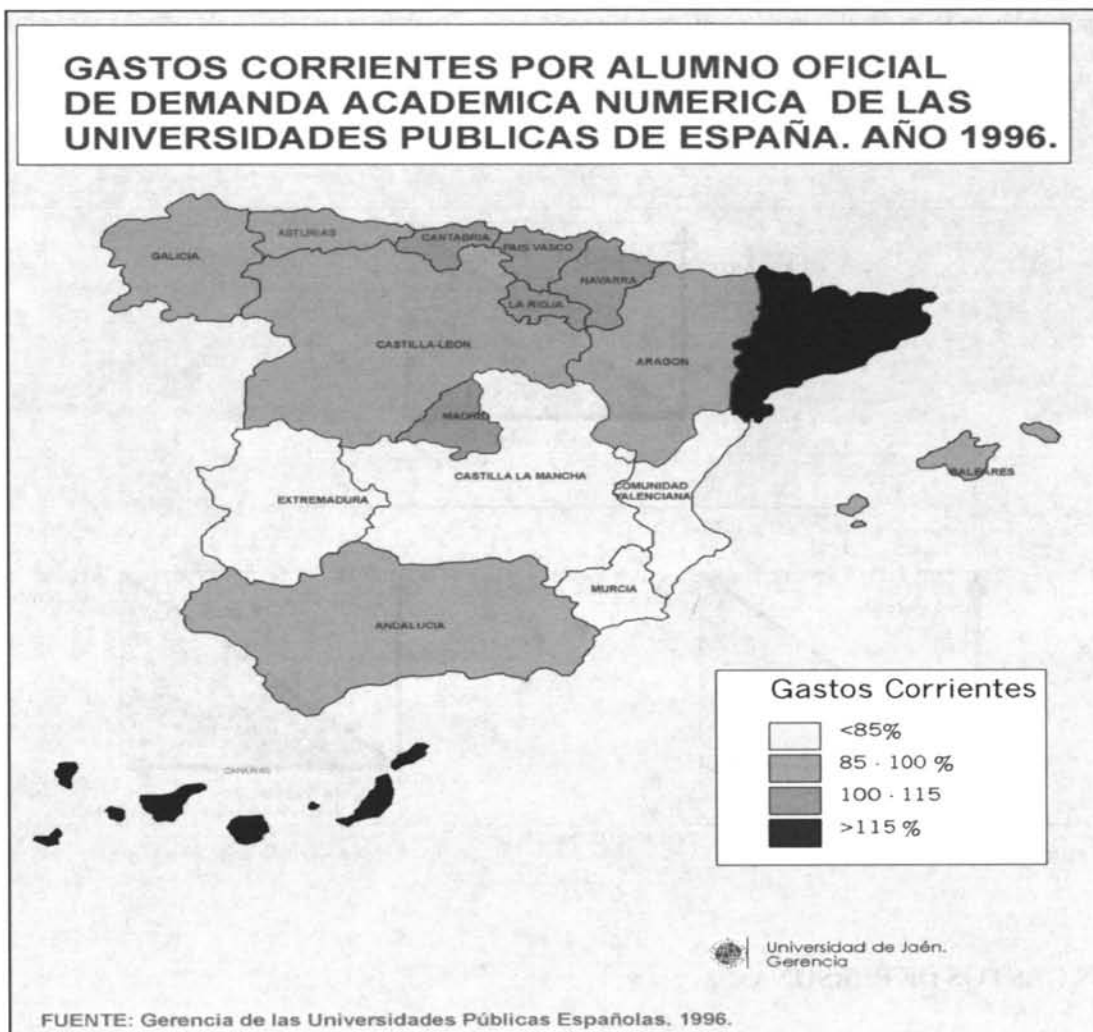 GASTOS CORRIENTES POR ALUMNO OFICIAL
DE DEMANDA ACADEMICA NUMERICA DE LAS
UNIVERSIDADES PUBLICAS DE ESPAÑA. AÑO 1996.
ASTURIAS
CANTABRIA
PAIS VASCO
GALICIA
NAVARRA
LA RIOJA
CASTILLA-LEON
ARAGON
MADRID
BALEARES
CASTILLA LA MANCHA
COMUNIDAD
VALENCIANA
EXTREMADURA
MURCIA
ANDALUCIA
CANARIAS
Gastos Corrientes
<85%
85 · 100 %
100 · 115
>115 %
Universidad de Jaén.
Gerencia
FUENTE: Gerencia de las Universidades Públicas Españolas, 1996.